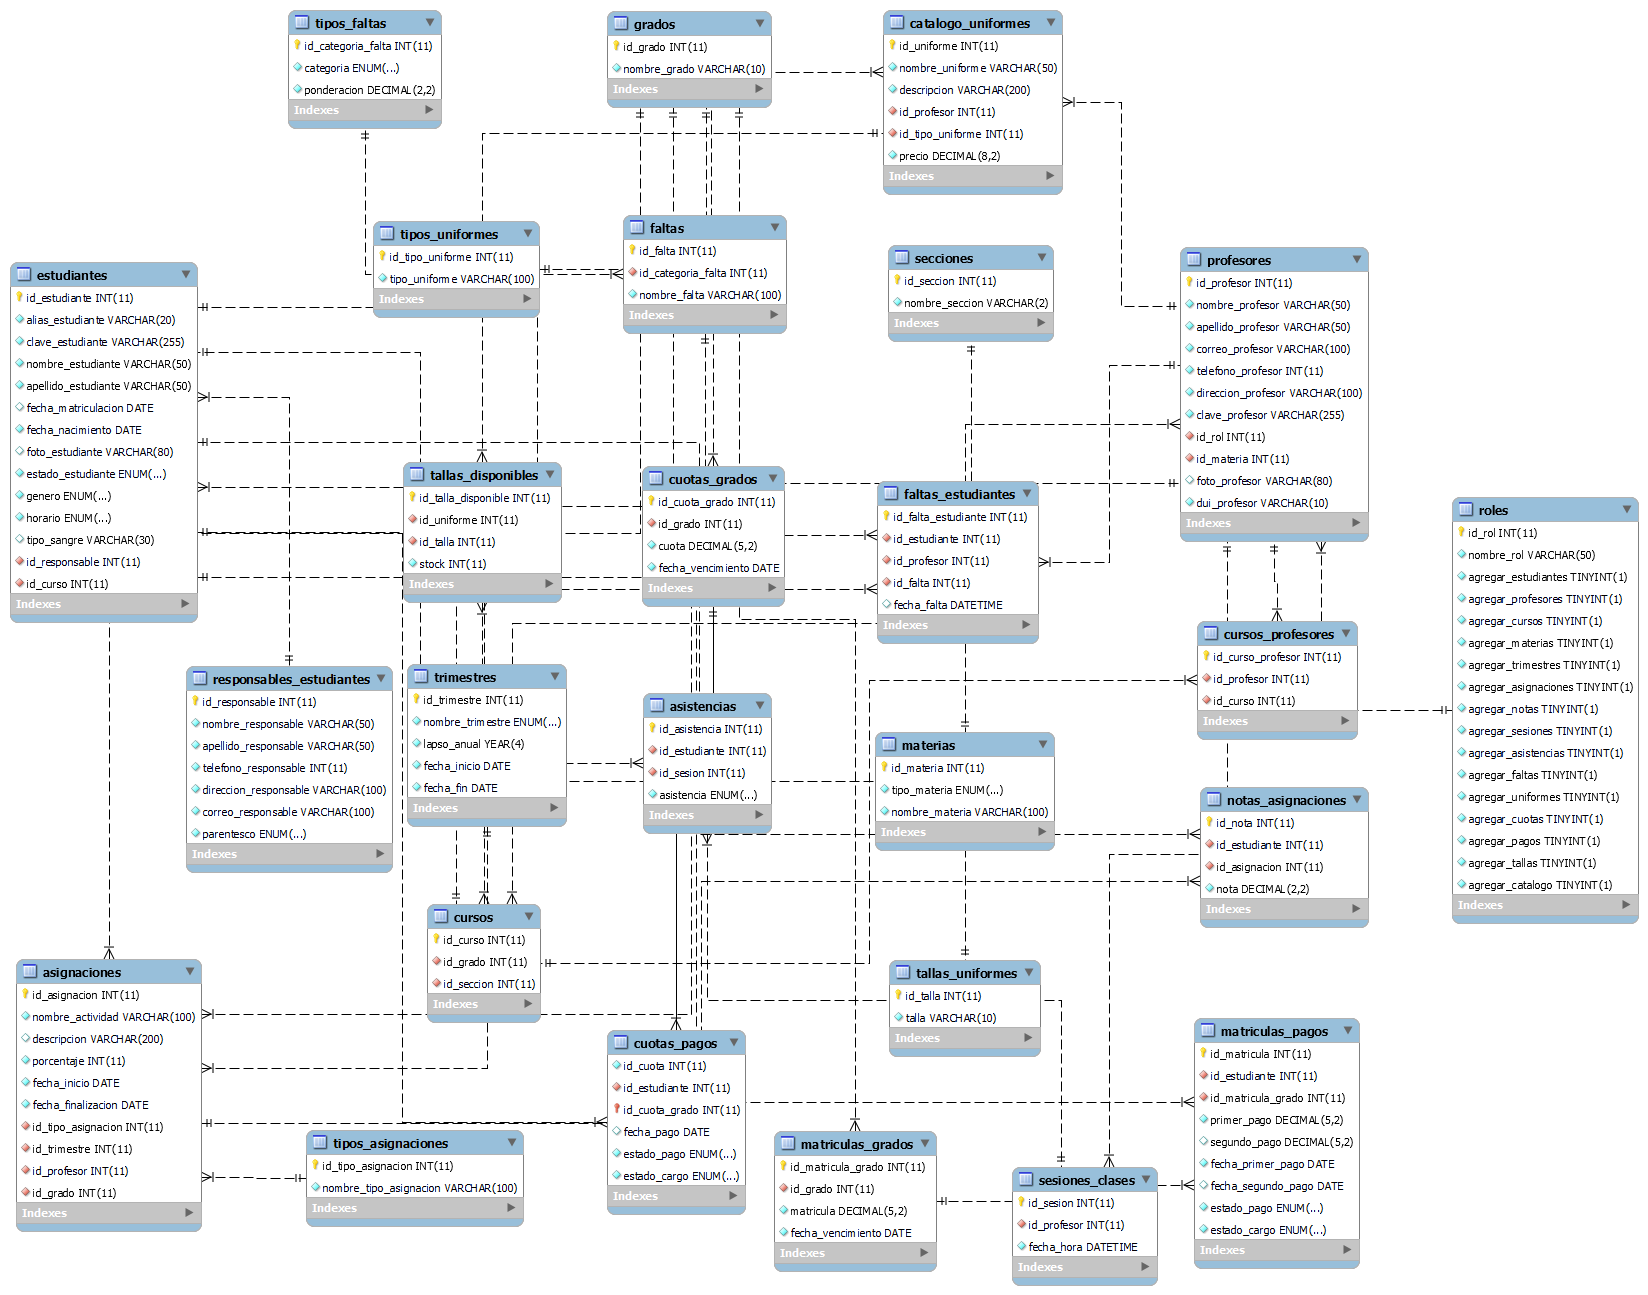 tipos_faltas
id_categoria_falta INT(11)
categoria ENUM(...)
ponderacion DECIMAL(2,2)
Indexes
grados
id_grado INT(11)
nombre_grado VARCHAR(10)
Indexes
catalogo_uniformes
id_uniforme INT(11)
nombre_uniforme VARCHAR(50)
descripcion VARCHAR(200)
id_profesor INT(11)
id_tipo_uniforme INT(11)
precio DECIMAL(8,2)
Indexes
tipos_uniformes
id_tipo_uniforme INT(11)
tipo_uniforme VARCHAR(100)
Indexes
faltas
id_falta INT(11)
id_categoria_falta INT(11)
nombre_falta VARCHAR(100)
Indexes
secciones
id_seccion INT(11)
nombre_seccion VARCHAR(2)
Indexes
profesores
id_profesor INT(11)
nombre_profesor VARCHAR(50)
apellido_profesor VARCHAR(50)
correo_profesor VARCHAR(100)
telefono_profesor INT(11)
direccion_profesor VARCHAR(100)
clave_profesor VARCHAR(255)
id_rol INT(11)
id_materia INT(11)
foto_profesor VARCHAR(80)
dui_profesor VARCHAR(10)
Indexes
estudiantes
id_estudiante INT(11)
alias_estudiante VARCHAR(20)
clave_estudiante VARCHAR(255)
nombre_estudiante VARCHAR(50)
apellido_estudiante VARCHAR(50)
fecha_matriculacion DATE
fecha_nacimiento DATE
foto_estudiante VARCHAR(80)
estado_estudiante ENUM(...)
genero ENUM(...)
horario ENUM(...)
tipo_sangre VARCHAR(30)
id_responsable INT(11)
id_curso INT(11)
Indexes
tallas_disponibles
id_talla_disponible INT(11)
id_uniforme INT(11)
id_talla INT(11)
stock INT(11)
Indexes
cuotas_grados
id_cuota_grado INT(11)
id_grado INT(11)
cuota DECIMAL(5,2)
fecha_vencimiento DATE
Indexes
faltas_estudiantes
id_falta_estudiante INT(11)
id_estudiante INT(11)
id_profesor INT(11)
id_falta INT(11)
fecha_falta DATETIME
Indexes
roles
id_rol INT(11)
nombre_rol VARCHAR(50)
agregar_estudiantes TINYINT(1)
agregar_profesores TINYINT(1)
agregar_cursos TINYINT(1)
agregar_materias TINYINT(1)
agregar_trimestres TINYINT(1)
agregar_asignaciones TINYINT(1)
agregar_notas TINYINT(1)
agregar_sesiones TINYINT(1)
agregar_asistencias TINYINT(1)
agregar_faltas TINYINT(1)
agregar_uniformes TINYINT(1)
agregar_cuotas TINYINT(1)
agregar_pagos TINYINT(1)
agregar_tallas TINYINT(1)
agregar_catalogo TINYINT(1)
Indexes
cursos_profesores
id_curso_profesor INT(11)
id_profesor INT(11)
id_curso INT(11)
Indexes
responsables_estudiantes
id_responsable INT(11)
nombre_responsable VARCHAR(50)
apellido_responsable VARCHAR(50)
telefono_responsable INT(11)
direccion_responsable VARCHAR(100)
correo_responsable VARCHAR(100)
parentesco ENUM(...)
Indexes
trimestres
id_trimestre INT(11)
nombre_trimestre ENUM(...)
lapso_anual YEAR(4)
fecha_inicio DATE
fecha_fin DATE
Indexes
asistencias
id_asistencia INT(11)
id_estudiante INT(11)
id_sesion INT(11)
asistencia ENUM(...)
Indexes
materias
id_materia INT(11)
tipo_materia ENUM(...)
nombre_materia VARCHAR(100)
Indexes
notas_asignaciones
id_nota INT(11)
id_estudiante INT(11)
id_asignacion INT(11)
nota DECIMAL(2,2)
Indexes
cursos
id_curso INT(11)
id_grado INT(11)
id_seccion INT(11)
Indexes
asignaciones
id_asignacion INT(11)
nombre_actividad VARCHAR(100)
descripcion VARCHAR(200)
porcentaje INT(11)
fecha_inicio DATE
fecha_finalizacion DATE
id_tipo_asignacion INT(11)
id_trimestre INT(11)
id_profesor INT(11)
id_grado INT(11)
Indexes
tallas_uniformes
id_talla INT(11)
talla VARCHAR(10)
Indexes
cuotas_pagos
id_cuota INT(11)
id_estudiante INT(11)
id_cuota_grado INT(11)
fecha_pago DATE
estado_pago ENUM(...)
estado_cargo ENUM(...)
Indexes
matriculas_pagos
id_matricula INT(11)
id_estudiante INT(11)
id_matricula_grado INT(11)
primer_pago DECIMAL(5,2)
segundo_pago DECIMAL(5,2)
fecha_primer_pago DATE
fecha_segundo_pago DATE
estado_pago ENUM(...)
estado_cargo ENUM(...)
Indexes
tipos_asignaciones
id_tipo_asignacion INT(11)
nombre_tipo_asignacion VARCHAR(100)
Indexes
matriculas_grados
id_matricula_grado INT(11)
id_grado INT(11)
matricula DECIMAL(5,2)
fecha_vencimiento DATE
Indexes
sesiones_clases
id_sesion INT(11)
id_profesor INT(11)
fecha_hora DATETIME
Indexes